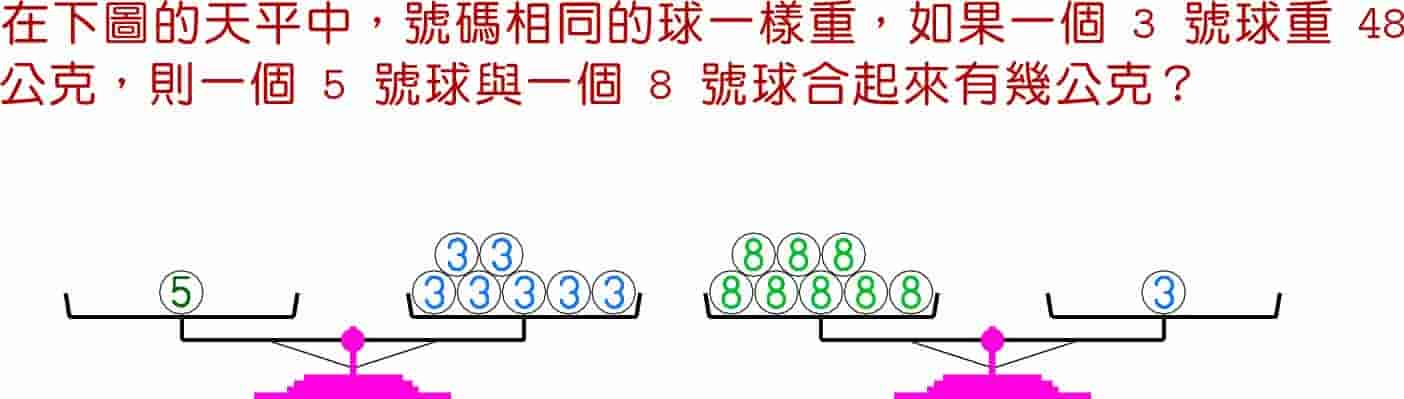 在下圖的天平中，號碼相同的球一樣重，如果一個 3 號球重 48
公克，則一個 5 號球與一個 8 號球合起來有幾公克？
3 3 8 8 8
5 3 3 3 3 3 8 8 8 8 8 3